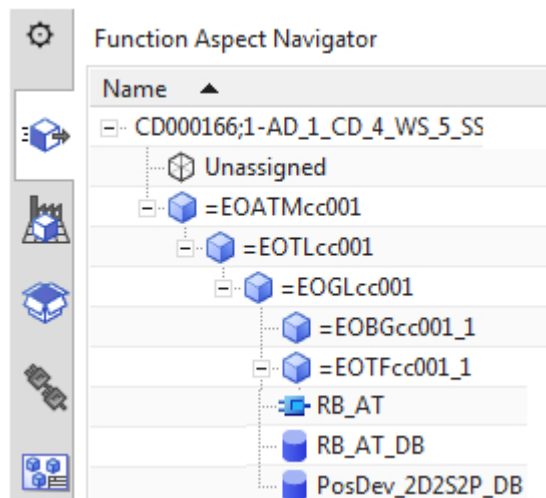 Function Aspect Navigator
Name
CD000166;1-AD_1_CD_4_WS_5_SS
Unassigned
=EOATMcc001
=EOTLcc001
=EOGLcc001
=EOBGcc001_1
=EOTFcc001_1
RB_AT
RB_AT_DB
PosDev_2D2S2P_DB